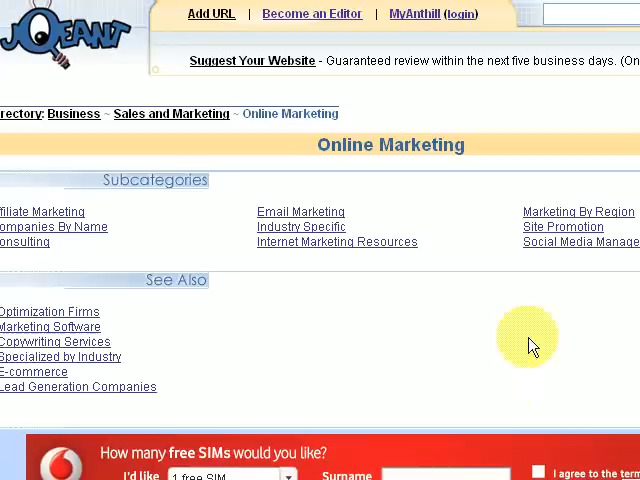 JOEANT
Add URL | Become an Editor | MyAnthill (login)
Suggest Your Website - Guaranteed review within the next five business days. (On
rectory: Business ~ Sales and Marketing ~ Online Marketing
Online Marketing
Subcategories
ffiliate Marketing Email Marketing Marketing By Region
ompanies By Name Industry Specific Site Promotion
onsulting Internet Marketing Resources Social Media Manage
See Also
Optimization Firms
Marketing Software
Copywriting Services
Specialized by Industry
E-commerce
Lead Generation Companies
How many free SIMs would you like?
I'd like 1 free SIM Surname I agree to the term